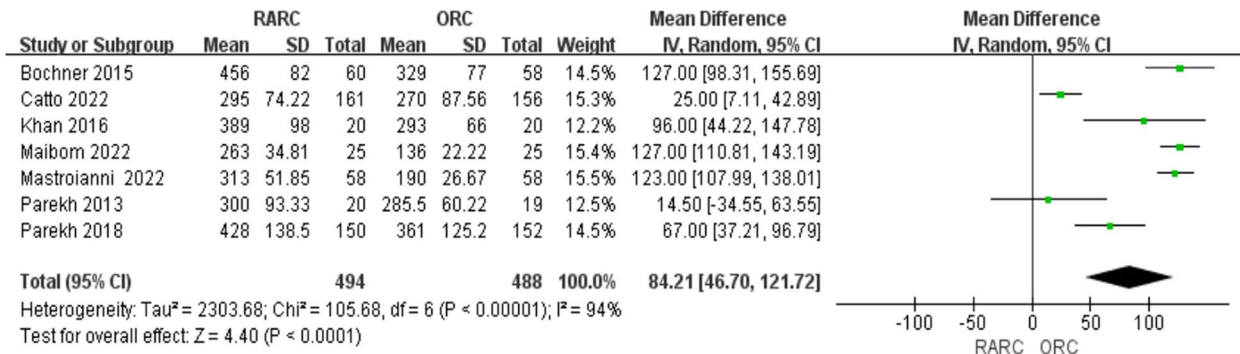 RARC ORC Mean Difference Mean Difference
Study or Subgroup Mean SD Total Mean SD Total Weight IV, Random, 95% CI IV, Random, 95% CI
Bochner 2015 456 82 60 329 77 58 14.5% 127.00 [98.31, 155.69]
Catto 2022 295 74.22 161 270 87.56 156 15.3% 25.00 [7.11, 42.89]
Khan 2016 389 98 20 293 66 20 12.2% 96.00 [44.22, 147.78]
Maibom 2022 263 34.81 25 136 22.22 25 15.4% 127.00 [110.81, 143.19]
Mastroianni 2022 313 51.85 58 190 26.67 58 15.5% 123.00 [107.99, 138.01]
Parekh 2013 300 93.33 20 285.5 60.22 19 12.5% 14.50 [-34.55, 63.55]
Parekh 2018 428 138.5 150 361 125.2 152 14.5% 67.00 [37.21, 96.79]
Total (95% CI) 494 488 100.0% 84.21 [46.70, 121.72]
Heterogeneity: Tau² = 2303.68; Chi² = 105.68, df = 6 (P < 0.00001); I² = 94%
Test for overall effect: Z = 4.40 (P < 0.0001)
-100 -50 0 50 100
RARC ORC